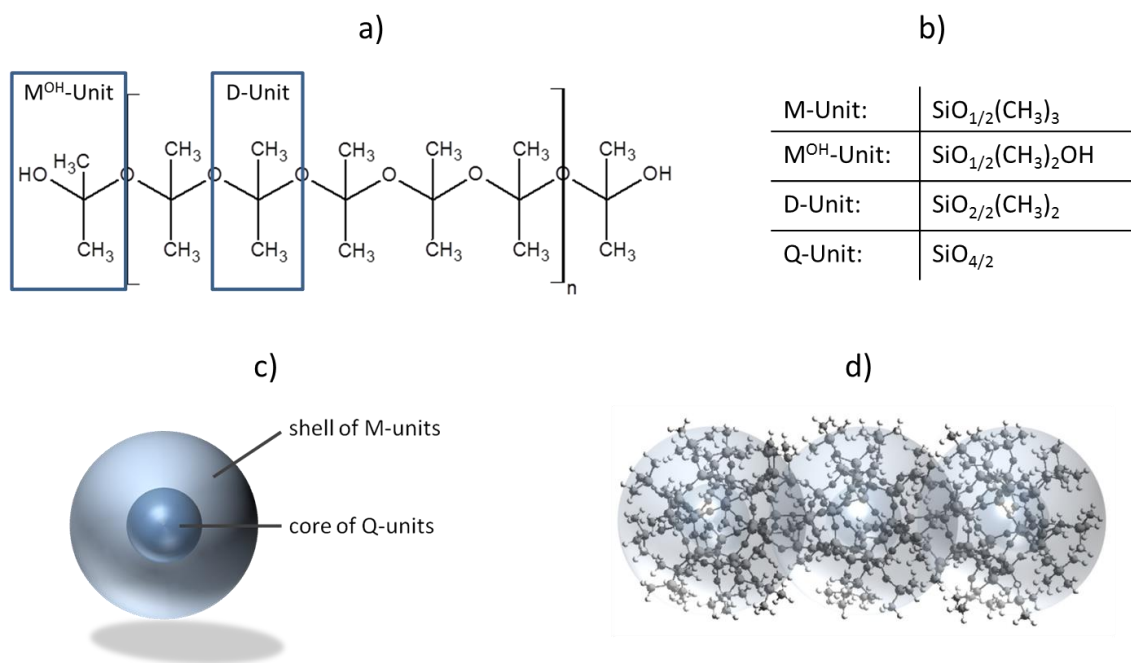 a)
M^OH-Unit
D-Unit
H₃C CH₃ CH₃ CH₃ CH₃ CH₃ CH₃
HO O O O O O O OH
CH₃ CH₃ CH₃ CH₃ CH₃ CH₃ CH₃
n
b)
M-Unit: SiO₁/₂(CH₃)₃
M^OH-Unit: SiO₁/₂(CH₃)₂OH
D-Unit: SiO₂/₂(CH₃)₂
Q-Unit: SiO₄/₂
c)
shell of M-units
core of Q-units
d)